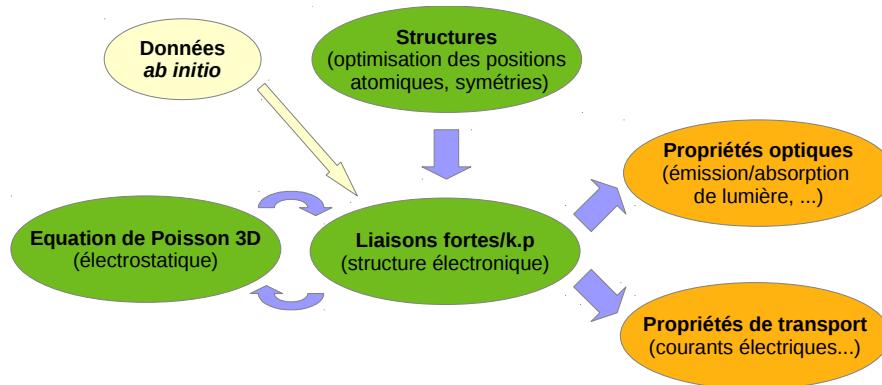 Données
ab initio
Structures
(optimisation des positions
atomiques, symétries)
Propriétés optiques
(émission/absorption
de lumière, ...)
Equation de Poisson 3D
(électrostatique)
Liaisons fortes/k.p
(structure électronique)
Propriétés de transport
(courants électriques...)